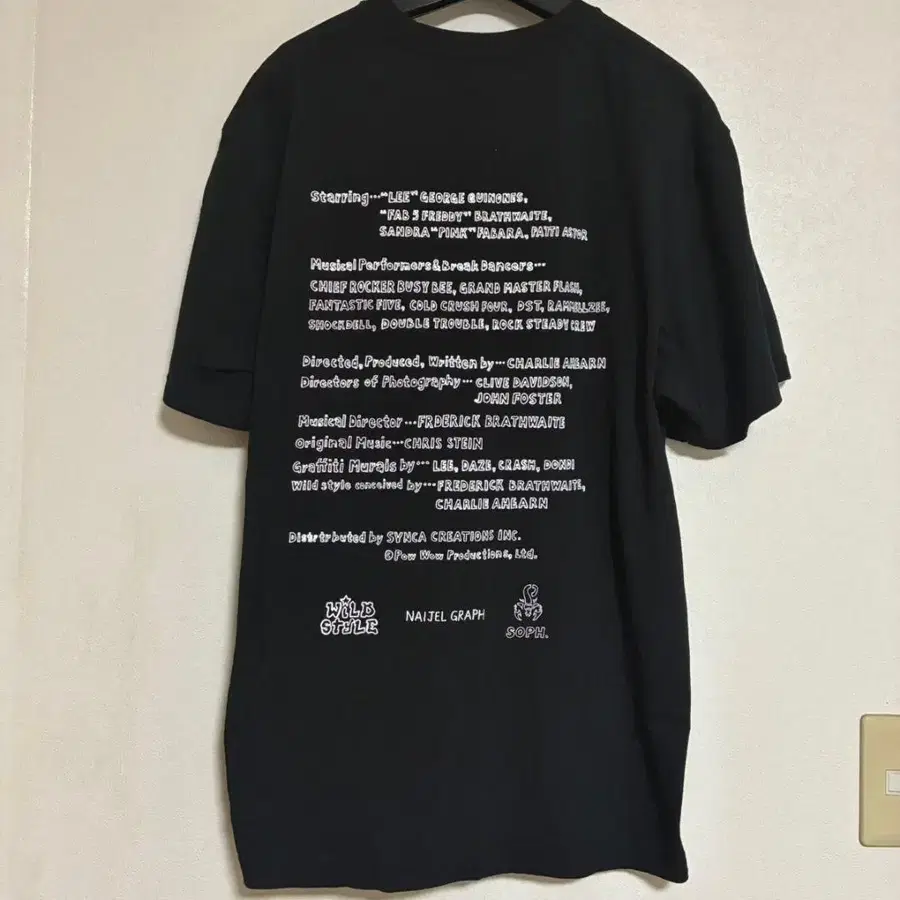 Starring…"LEE" GEORGE QUINONES,
"FAB 5 FREDDY" BRATHWAITE,
SANDRA "PINK" FABARA, PATTI ASTOR
Musical Performers & Break Dancers…
CHIEF ROCKER BUSY BEE, GRAND MASTER FLASH,
FANTASTIC FIVE, COLD CRUSH FOUR, DST, RAMMLLZEE,
SHOCKDELL, DOUBLE TROUBLE, ROCK STEADY CREW
Directed, Produced, Written by… CHARLIE AHEARN
Directors of Photography… CLIVE DAVIDSON,
JOHN FOSTER
Musical Director…FRDERICK BRATHWAITE
Original Music…CHRIS STEIN
Graffiti Murals by… LEE, DAZE, CRASH, DONDI
Wild style conceived by…FREDERICK BRATHWAITE,
CHARLIE AHEARN
Distrtrbuted by SYNCA CREATIONS INC.
©Pow Wow Productions, Ltd.
WILD STYLE
NAIJEL GRAPH
SOPH.